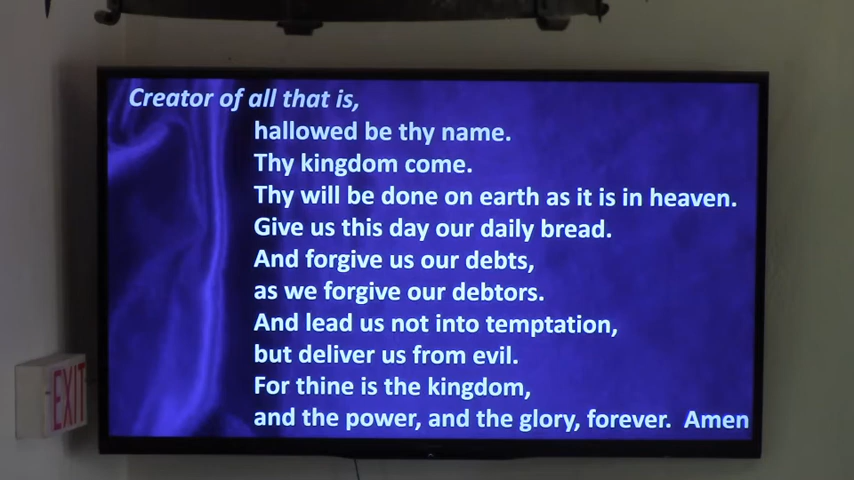 Creator of all that is,
hallowed be thy name.
Thy kingdom come.
Thy will be done on earth as it is in heaven.
Give us this day our daily bread.
And forgive us our debts,
as we forgive our debtors.
And lead us not into temptation,
but deliver us from evil.
For thine is the kingdom,
and the power, and the glory, forever. Amen
EXIT